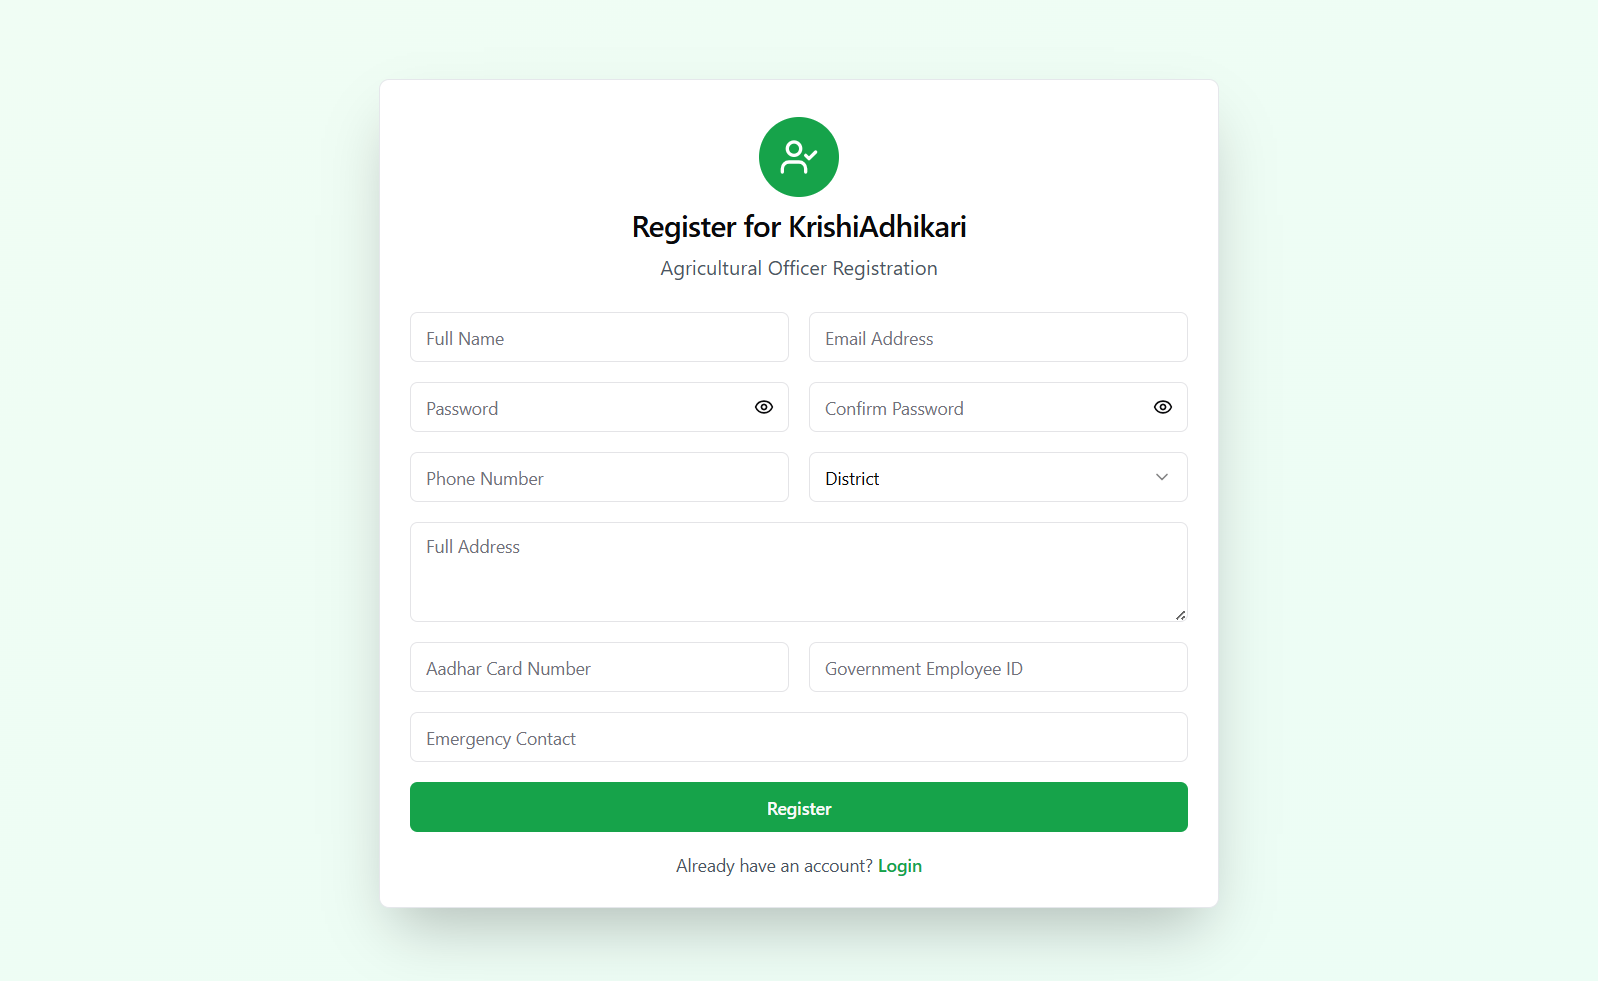 Register for KrishiAdhikari
Agricultural Officer Registration
Full Name
Email Address
Password
Confirm Password
Phone Number
District
Full Address
Aadhar Card Number
Government Employee ID
Emergency Contact
Register
Already have an account? Login